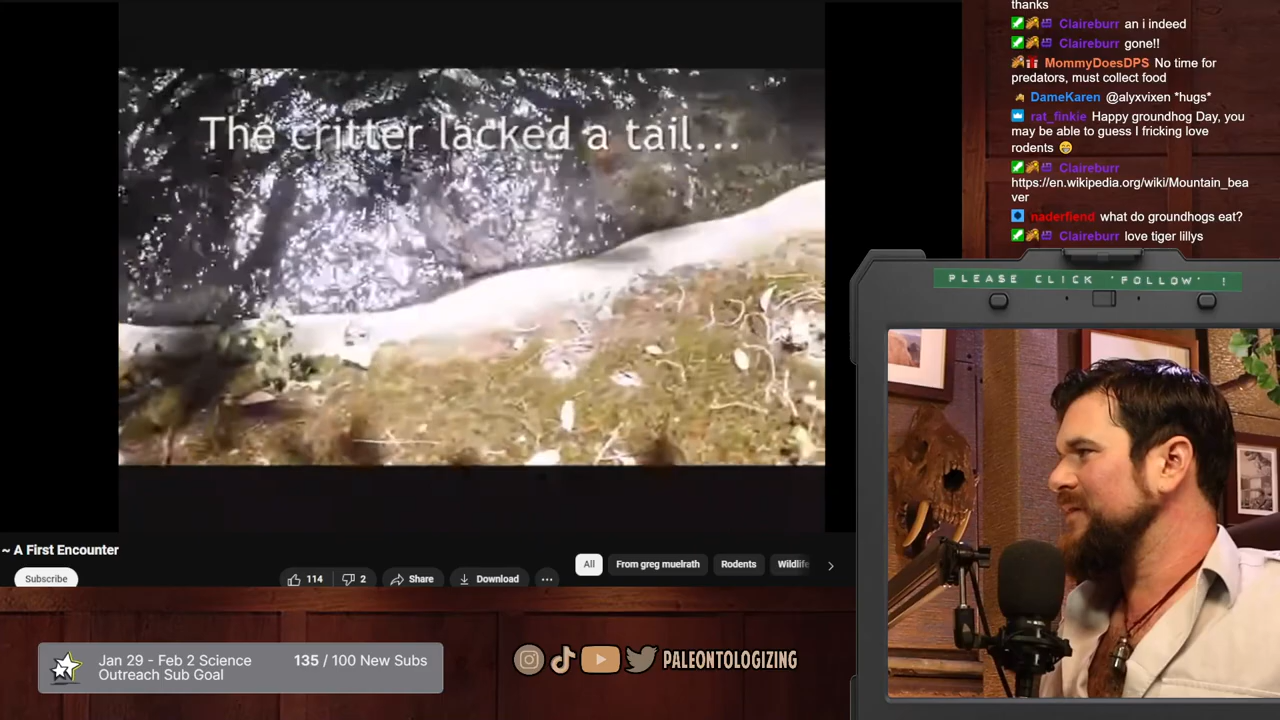 The critter lacked a tail...
~ A First Encounter
Subscribe
114
2
Share
Download
...
All
From greg muelrath
Rodents
Wildlife
Jan 29 - Feb 2 Science
Outreach Sub Goal
135 / 100 New Subs
PALEONTOLOGIZING
thanks
Claireburr an i indeed
Claireburr gone!!
MommyDoesDPS No time for
predators, must collect food
DameKaren @alyxvixen *hugs*
rat_finkie Happy groundhog Day, you
may be able to guess I fricking love
rodents 😁
Claireburr
https://en.wikipedia.org/wiki/Mountain_bea
ver
naderfiend what do groundhogs eat?
Claireburr love tiger lillys
PLEASE CLICK 'FOLLOW' !